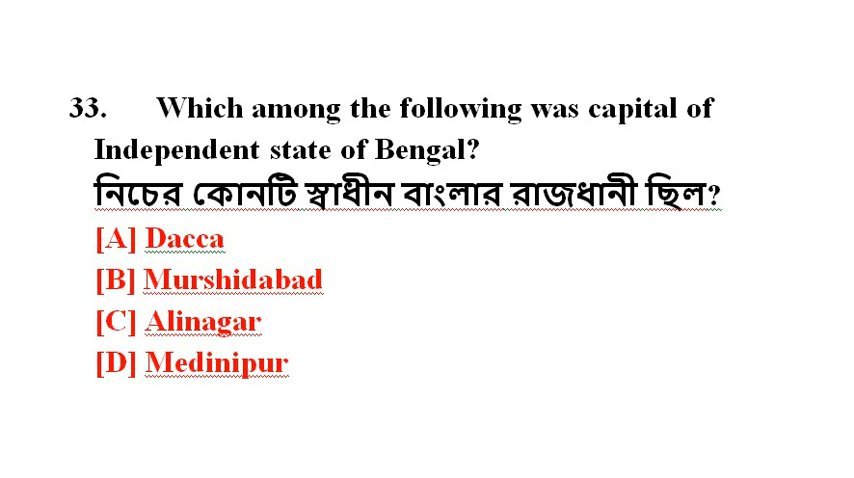 33. Which among the following was capital of
Independent state of Bengal?
নিচের কোনটি স্বাধীন বাংলার রাজধানী ছিল?
[A] Dacca
[B] Murshidabad
[C] Alinagar
[D] Medinipur